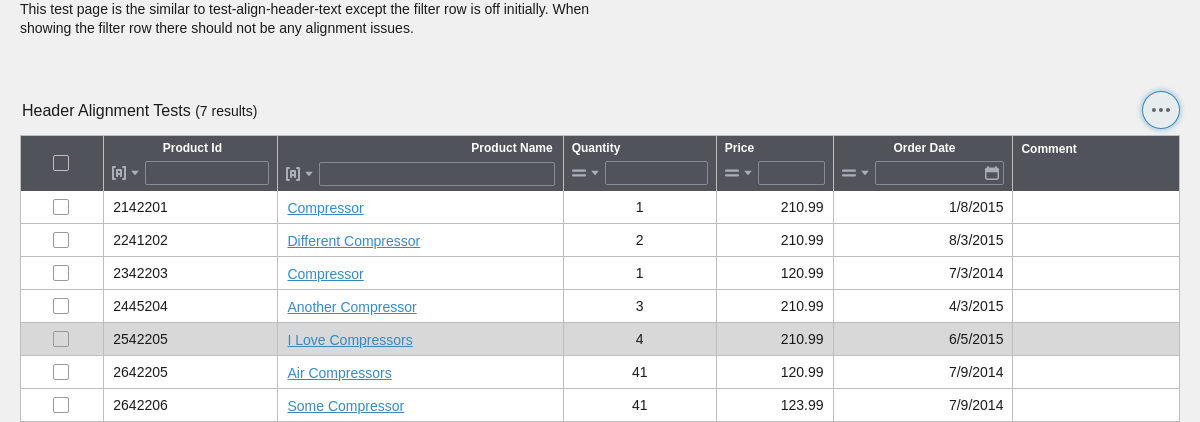 This test page is the similar to test-align-header-text except the filter row is off initially. When
showing the filter row there should not be any alignment issues.
Header Alignment Tests (7 results)
Product Id Product Name Quantity Price Order Date Comment
2142201 Compressor 1 210.99 1/8/2015
2241202 Different Compressor 2 210.99 8/3/2015
2342203 Compressor 1 120.99 7/3/2014
2445204 Another Compressor 3 210.99 4/3/2015
2542205 I Love Compressors 4 210.99 6/5/2015
2642205 Air Compressors 41 120.99 7/9/2014
2642206 Some Compressor 41 123.99 7/9/2014